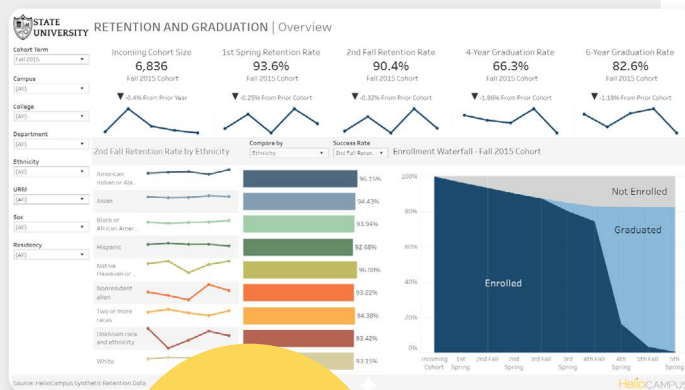 STATE
UNIVERSITY
RETENTION AND GRADUATION | Overview
Cohort Term
Fall 2015
Campus
(All)
College
(All)
Department
(All)
Ethnicity
(All)
URM
(All)
Sex
(All)
Residency
(All)
Incoming Cohort Size
6,836
Fall 2015 Cohort
-0.4% From Prior Year
1st Spring Retention Rate
93.6%
Fall 2015 Cohort
-0.25% From Prior Cohort
2nd Fall Retention Rate
90.4%
Fall 2015 Cohort
-0.32% From Prior Cohort
4-Year Graduation Rate
66.3%
Fall 2015 Cohort
-1.86% From Prior Cohort
6-Year Graduation Rate
82.6%
Fall 2015 Cohort
-1.18% From Prior Cohort
2nd Fall Retention Rate by Ethnicity
Compare by
Ethnicity
Success Rate
2nd Fall Reten...
American
Indian or Ala..
96.15%
Asian
94.43%
Black or
African Amer..
93.94%
Hispanic
92.68%
Native
Hawaiian or ..
96.00%
Nonresident
alien
93.22%
Two or more
races
94.38%
Unknown race
and ethnicity
93.42%
White
93.15%
Enrollment Waterfall - Fall 2015 Cohort
100%
80%
60%
40%
20%
0%
Not Enrolled
Graduated
Enrolled
Incoming
Cohort
1st
Spring
2nd Fall
2nd
Spring
3rd Fall
3rd
Spring
4th Fall
4th
Spring
5th Fall
5th
Spring
Source: HelioCampus Synthetic Retention Data
HelioCAMPUS